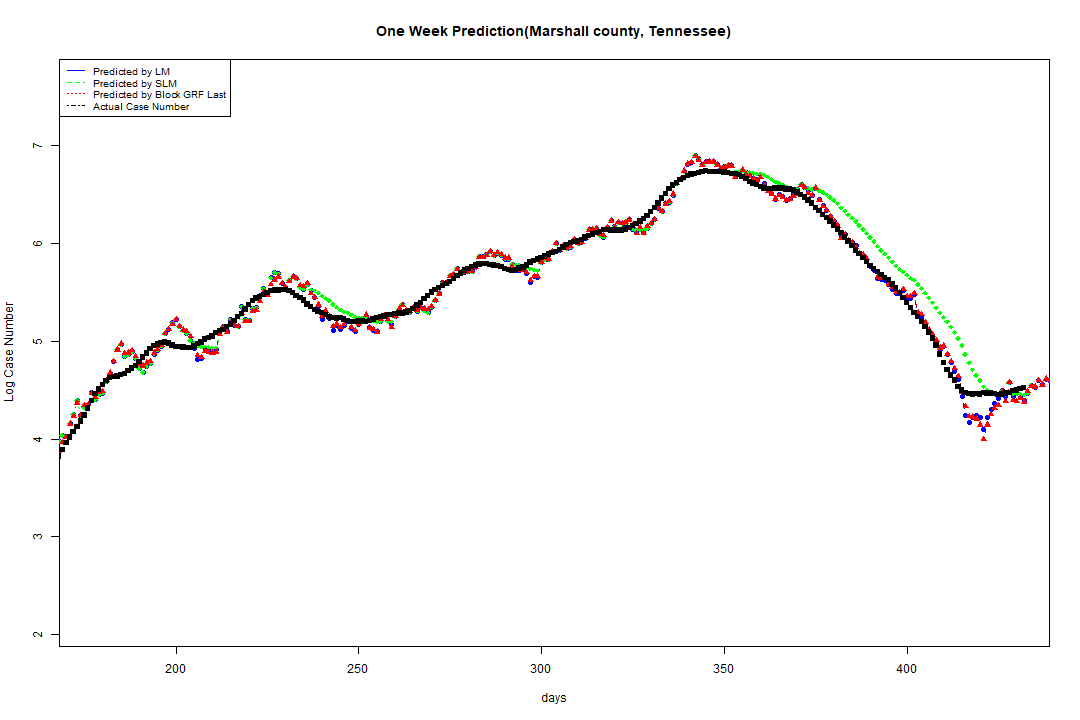 One Week Prediction(Marshall county, Tennessee)
Predicted by LM
Predicted by SLM
Predicted by Block GRF Last
Actual Case Number
7
6
5
4
3
2
Log Case Number
200 250 300 350 400
days